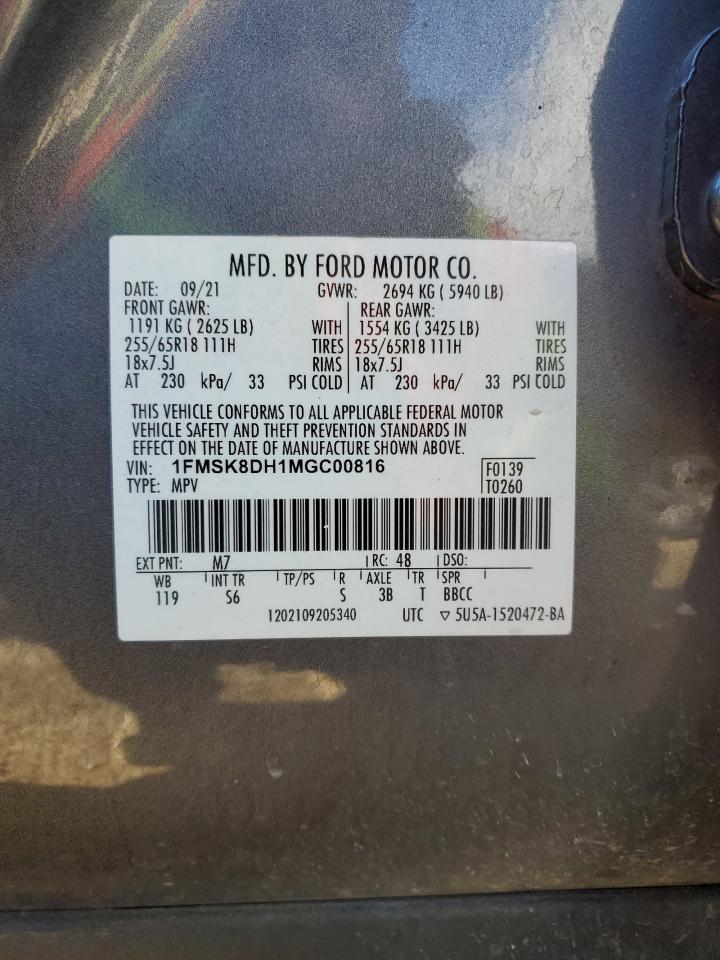 MFD. BY FORD MOTOR CO.
DATE: 09/21 GVWR: 2694 KG ( 5940 LB)
FRONT GAWR: REAR GAWR:
1191 KG ( 2625 LB) WITH 1554 KG ( 3425 LB) WITH
255/65R18 111H TIRES 255/65R18 111H TIRES
18x7.5J RIMS 18x7.5J RIMS
AT 230 kPa/ 33 PSI COLD AT 230 kPa/ 33 PSI COLD
THIS VEHICLE CONFORMS TO ALL APPLICABLE FEDERAL MOTOR
VEHICLE SAFETY AND THEFT PREVENTION STANDARDS IN
EFFECT ON THE DATE OF MANUFACTURE SHOWN ABOVE.
VIN: 1FMSK8DH1MGC00816 F0139
TYPE: MPV T0260
EXT PNT: M7 RC: 48 DSO:
WB INT TR TP/PS R AXLE TR SPR
119 S6 S 3B T BBCC
1202109205340 UTC ▽ 5U5A-1520472-BA